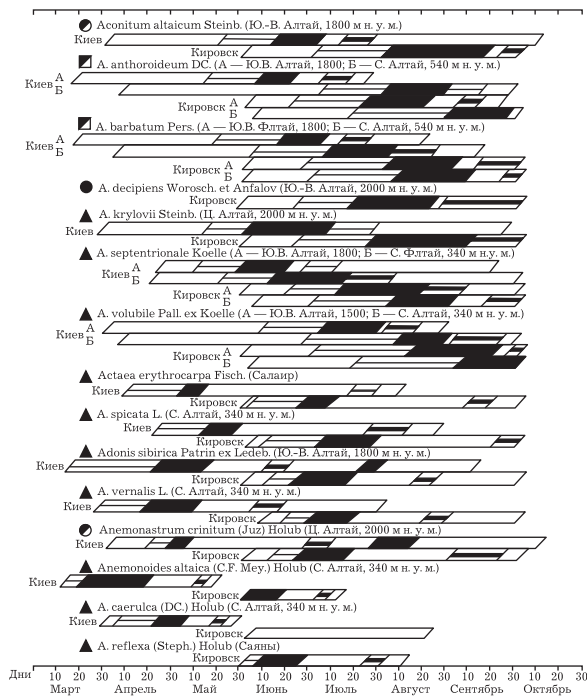 Aconitum altaicum Steinb. (Ю.-В. Алтай, 1800 м н. у. м.)
Киев
Кировск
A. anthoroideum DC. (А — Ю.В. Алтай, 1800; Б — С. Алтай, 540 м н. у. м.)
Киев А
Б
Кировск А
Б
A. barbatum Pers. (А — Ю.В. Флтай, 1800; Б — С. Алтай, 540 м н. у. м.)
Киев А
Б
Кировск А
Б
A. decipiens Worosch. et Anfalov (Ю.-В. Алтай, 2000 м н. у. м.)
Кировск
A. krylovii Steinb. (Ц. Алтай, 2000 м н. у. м.)
Киев
Кировск
A. septentrionale Koelle (А — Ю.В. Алтай, 1800; Б — С. Флтай, 340 м н. у. м.)
Киев А
Б
Кировск А
Б
A. volubile Pall. ex Koelle (А — Ю.В. Алтай, 1500; Б — С. Алтай, 340 м н. у. м.)
Киев А
Б
Кировск А
Б
Actaea erythrocarpa Fisch. (Салаир)
Киев
Кировск
A. spicata L. (С. Алтай, 340 м н. у. м.)
Киев
Кировск
Adonis sibirica Patrin ex Ledeb. (Ю.-В. Алтай, 1800 м н. у. м.)
Киев
Кировск
A. vernalis L. (С. Алтай, 340 м н. у. м.)
Киев
Кировск
Anemonastrum crinitum (Juz) Holub (Ц. Алтай, 2000 м н. у. м.)
Киев
Кировск
Anemonoides altaica (C.F. Mey.) Holub (С. Алтай, 340 м н. у. м.)
Киев
Кировск
A. caerulca (DC.) Holub (С. Алтай, 340 м н. у. м.)
Киев
Кировск
A. reflexa (Steph.) Holub (Саяны)
Кировск
Дни 10 20 30 10 20 30 10 20 30 10 20 30 10 20 30 10 20 30 10 20 30 10 20 30
Март Апрель Май Июнь Июль Август Сентябрь Октябрь